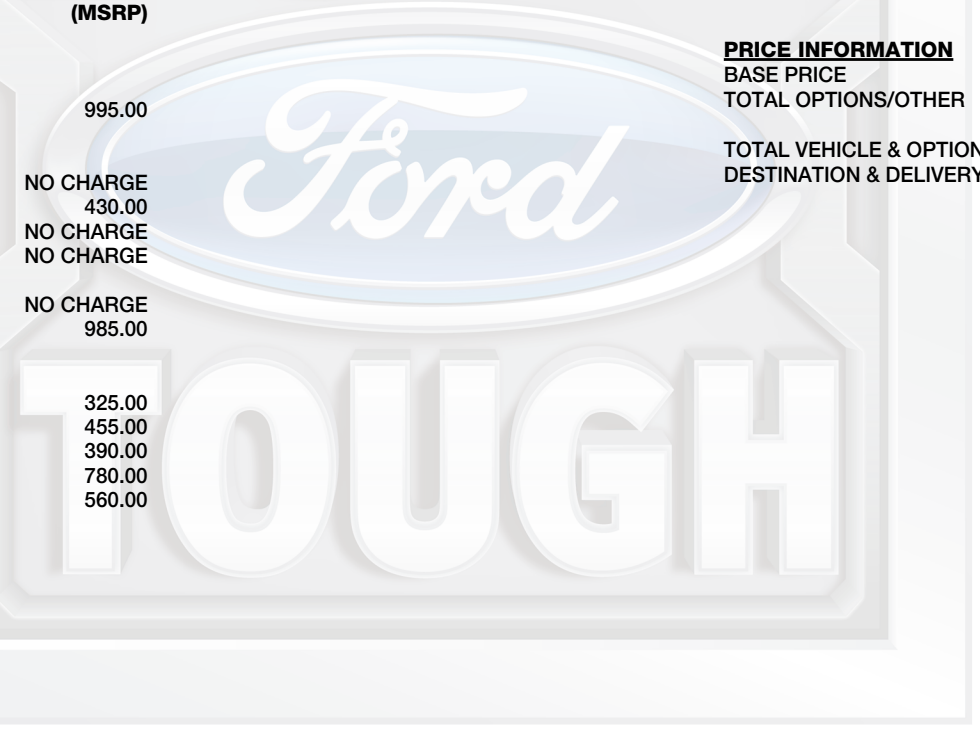 (MSRP)
995.00
NO CHARGE
430.00
NO CHARGE
NO CHARGE
NO CHARGE
985.00
325.00
455.00
390.00
780.00
560.00
PRICE INFORMATION
BASE PRICE
TOTAL OPTIONS/OTHER
TOTAL VEHICLE & OPTION
DESTINATION & DELIVERY
Ford
TOUGH